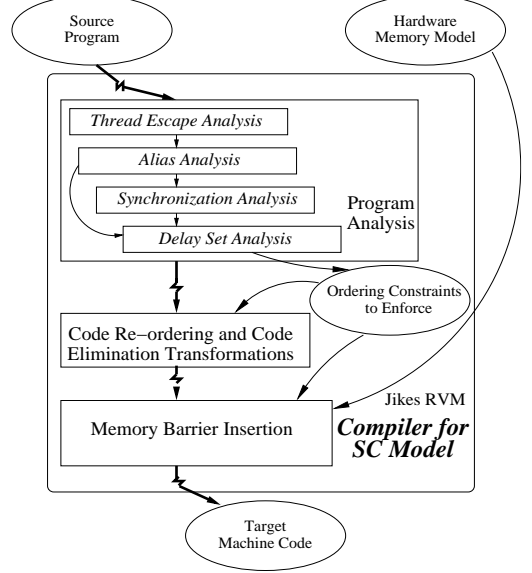 Source
Program
Hardware
Memory Model
Thread Escape Analysis
Alias Analysis
Synchronization Analysis
Delay Set Analysis
Program
Analysis
Ordering Constraints
to Enforce
Code Re−ordering and Code
Elimination Transformations
Memory Barrier Insertion
Jikes RVM
Compiler for
SC Model
Target
Machine Code